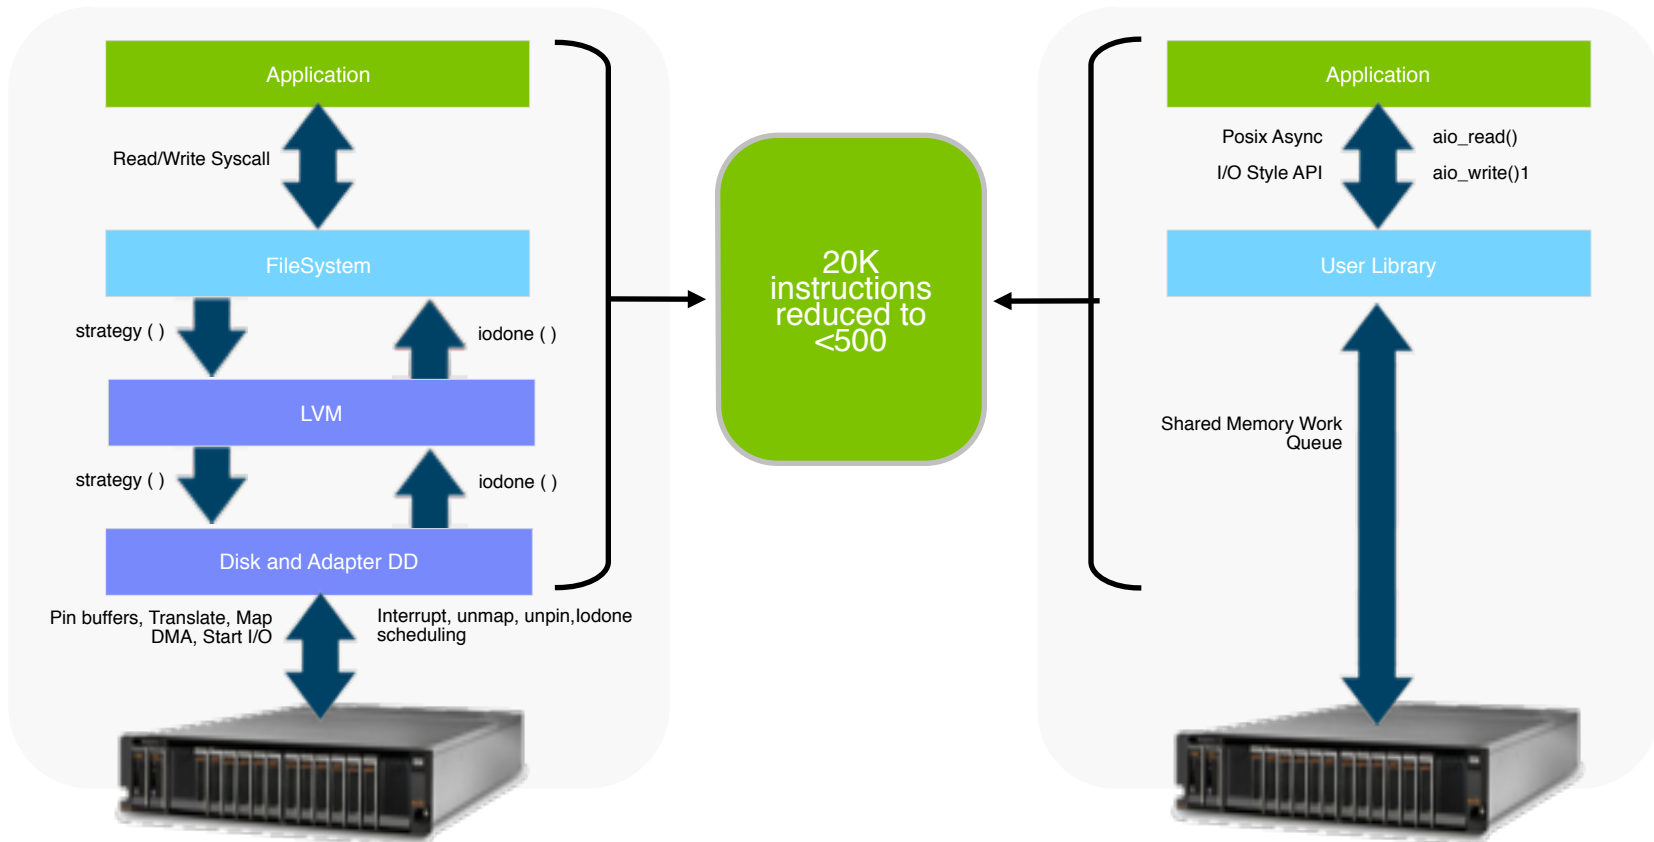 Application
Read/Write Syscall
FileSystem
strategy ( )
iodone ( )
LVM
strategy ( )
iodone ( )
Disk and Adapter DD
Pin buffers, Translate, Map
DMA, Start I/O
Interrupt, unmap, unpin,Iodone
scheduling
20K
instructions
reduced to
<500
Application
Posix Async
I/O Style API
aio_read()
aio_write()1
User Library
Shared Memory Work
Queue